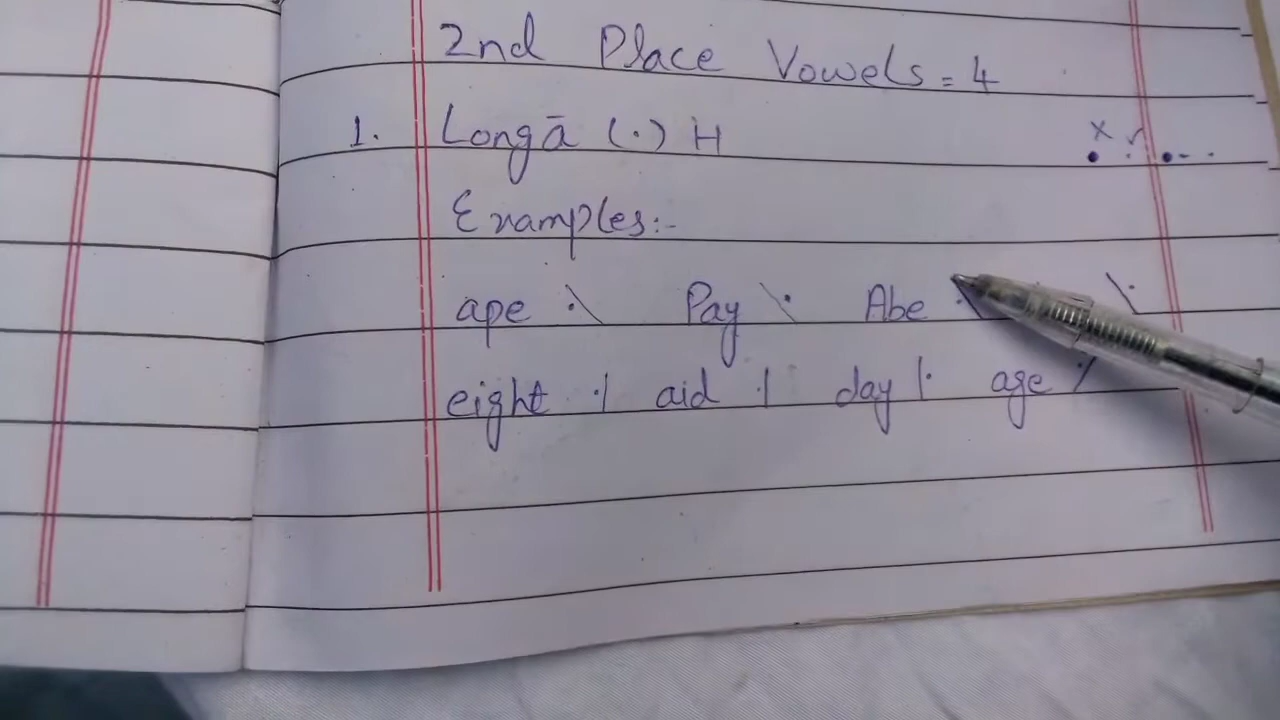 2nd Place Vowels = 4
1. Long ā (.) H
Examples:-
ape Pay Abe
eight aid day age